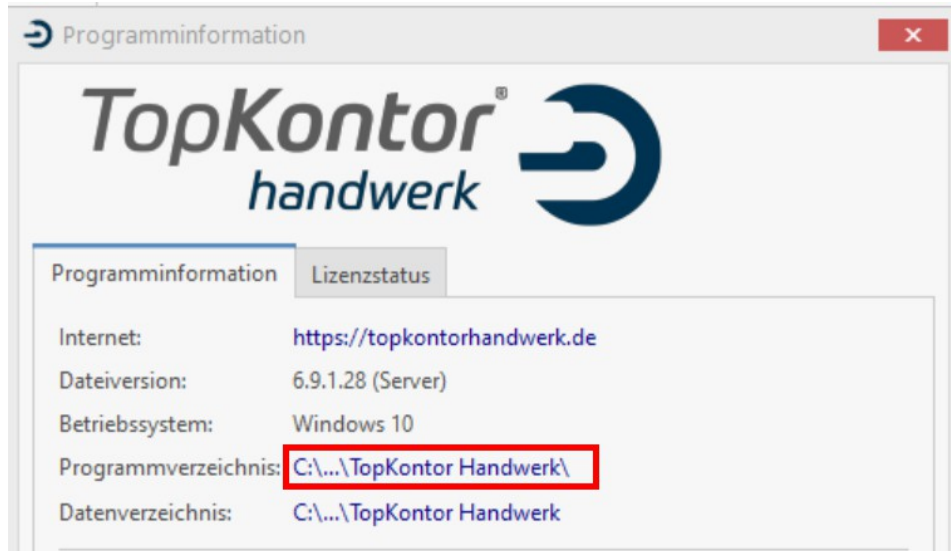 Programminformation
TopKontor®
handwerk
Programminformation Lizenzstatus
Internet: https://topkontorhandwerk.de
Dateiversion: 6.9.1.28 (Server)
Betriebssystem: Windows 10
Programmverzeichnis: C:\...\TopKontor Handwerk\
Datenverzeichnis: C:\...\TopKontor Handwerk